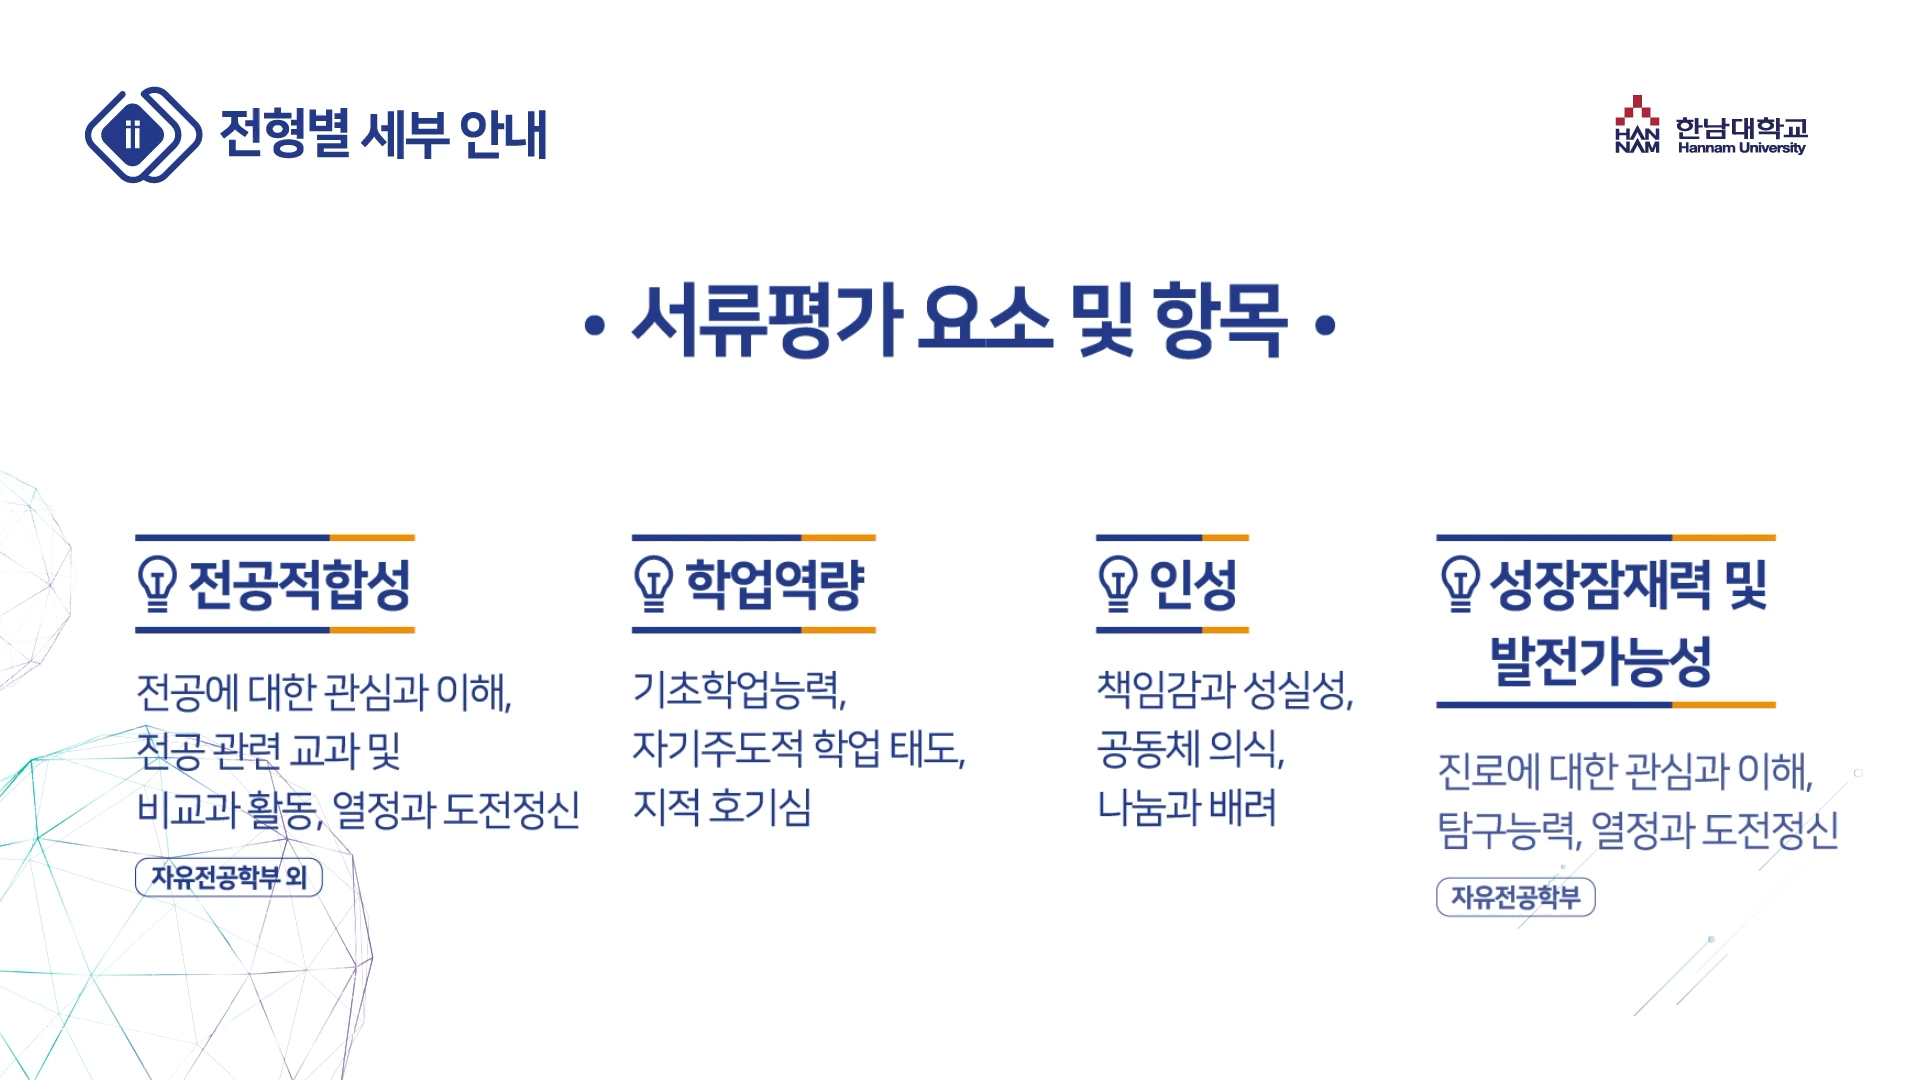 ii
전형별 세부 안내
HAN
NAM
한남대학교
Hannam University
• 서류평가 요소 및 항목 •
전공적합성
전공에 대한 관심과 이해,
전공 관련 교과 및
비교과 활동, 열정과 도전정신
자유전공학부 외
학업역량
기초학업능력,
자기주도적 학업 태도,
지적 호기심
인성
책임감과 성실성,
공동체 의식,
나눔과 배려
성장잠재력 및
발전가능성
진로에 대한 관심과 이해,
탐구능력, 열정과 도전정신
자유전공학부